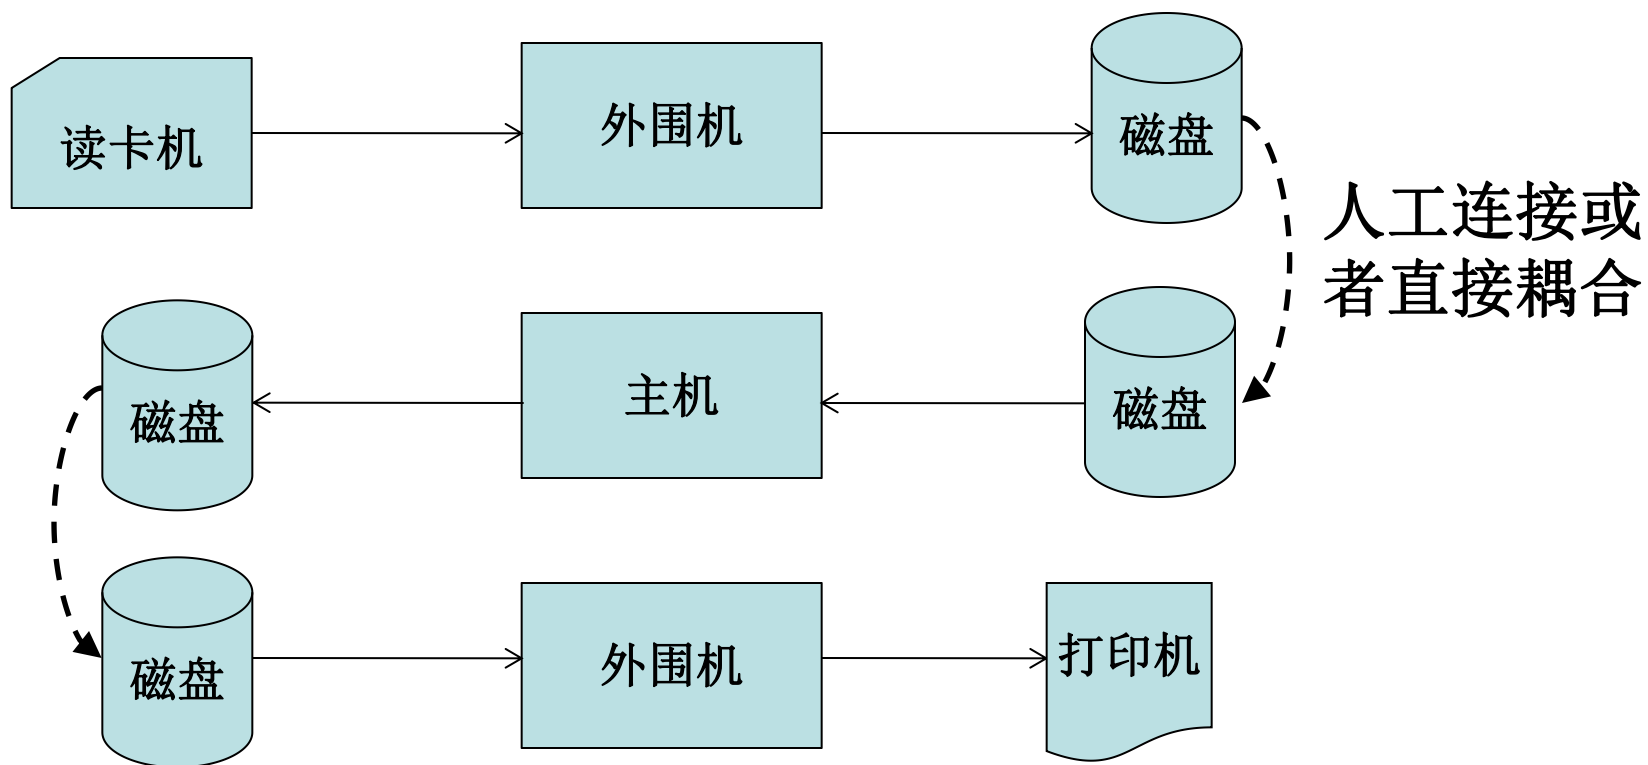 读卡机
外围机
磁盘
人工连接或
者直接耦合
磁盘
主机
磁盘
磁盘
外围机
打印机